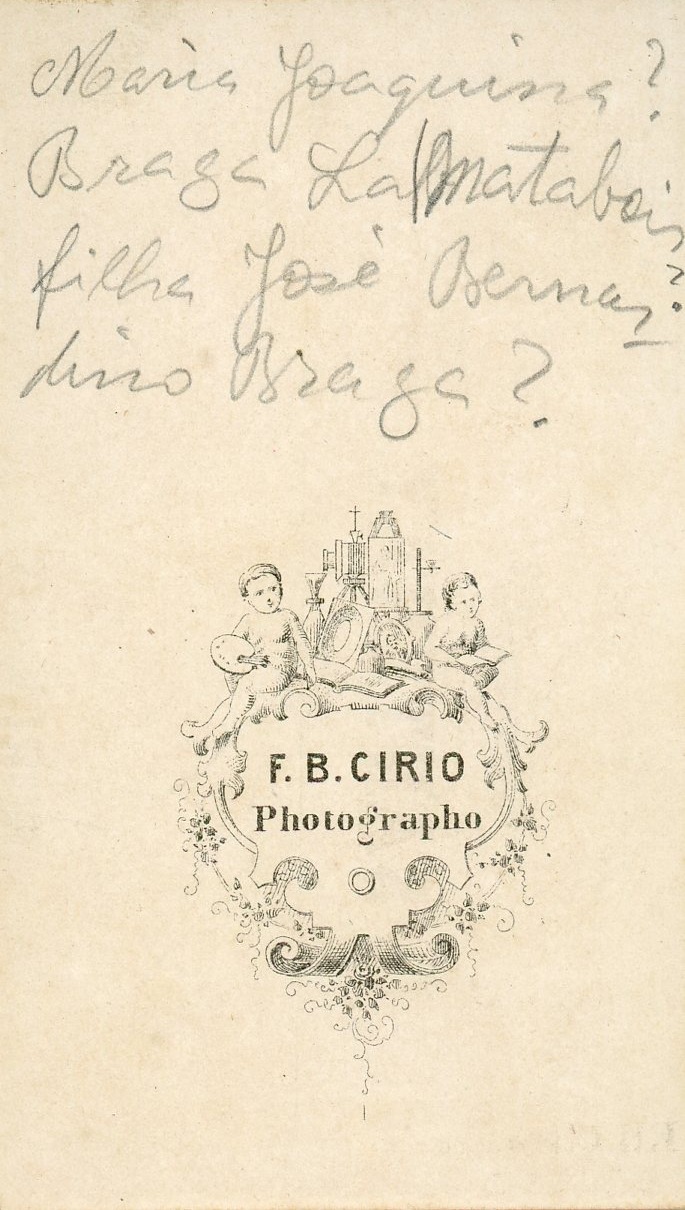 Maria Joaquina ?
Braga La/Matabois
?
filha José Bernar
dino Braga ?
F. B. CIRIO
Photographo